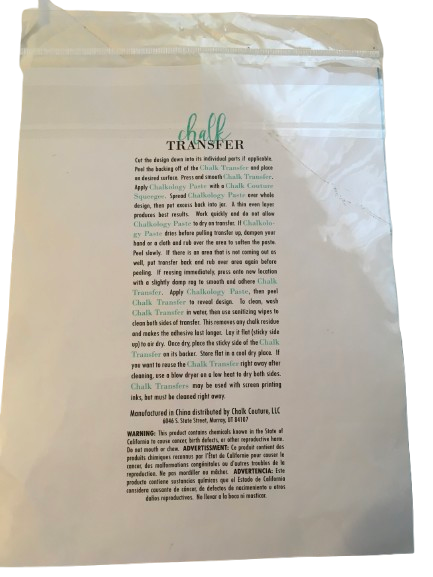 chalk
TRANSFER
Cut the design down into its individual parts if applicable.
Peel the backing off of the Chalk Transfer and place
on desired surface. Press and smooth Chalk Transfer.
Apply Chalkology Paste with a Chalk Couture
Squeegee. Spread Chalkology Paste over whole
design, then put excess back into jar. A thin even layer
produces best results. Work quickly and do not allow
Chalkology Paste to dry on transfer. If Chalkolo-
gy Paste dries before pulling transfer up, dampen your
hand or a cloth and rub over the area to soften the paste.
Peel slowly. If there is an area that is not coming out as
well, put transfer back and rub over area again before
peeling. If reusing immediately, press onto new location
with a slightly damp rag to smooth and adhere Chalk
Transfer. Apply Chalkology Paste, then peel
Chalk Transfer to reveal design. To clean, wash
Chalk Transfer in water, then use sanitizing wipes to
clean both sides of transfer. This removes any chalk residue
and makes the adhesive last longer. Lay it flat (sticky side
up) to air dry. Once dry, place the sticky side of the Chalk
Transfer on its backer. Store flat in a cool dry place. If
you want to reuse the Chalk Transfer right away after
cleaning, use a blow dryer on a low heat to dry both sides.
Chalk Transfers may be used with screen printing
inks, but must be cleaned right away.
Manufactured in China distributed by Chalk Couture, LLC
6046 S. State Street, Murray, UT 84107
WARNING: This product contains chemicals known in the State of
California to cause cancer, birth defects, or other reproductive harm.
Do not mouth or chew. ADVERTISSMENT: Ce produit contient des
produits chimiques reconnus par l'État de Californie pour causer le
cancer, des malformations congénitales ou d'autres troubles de la
reproduction. Ne pas mordiller ou mâcher. ADVERTENCIA: Este
producto contiene sustancias químicas que el Estado de California
considera causante de cáncer, de defectos de nacimeniento u otros
daños reproductivos. No llevar a la boca ni masticar.